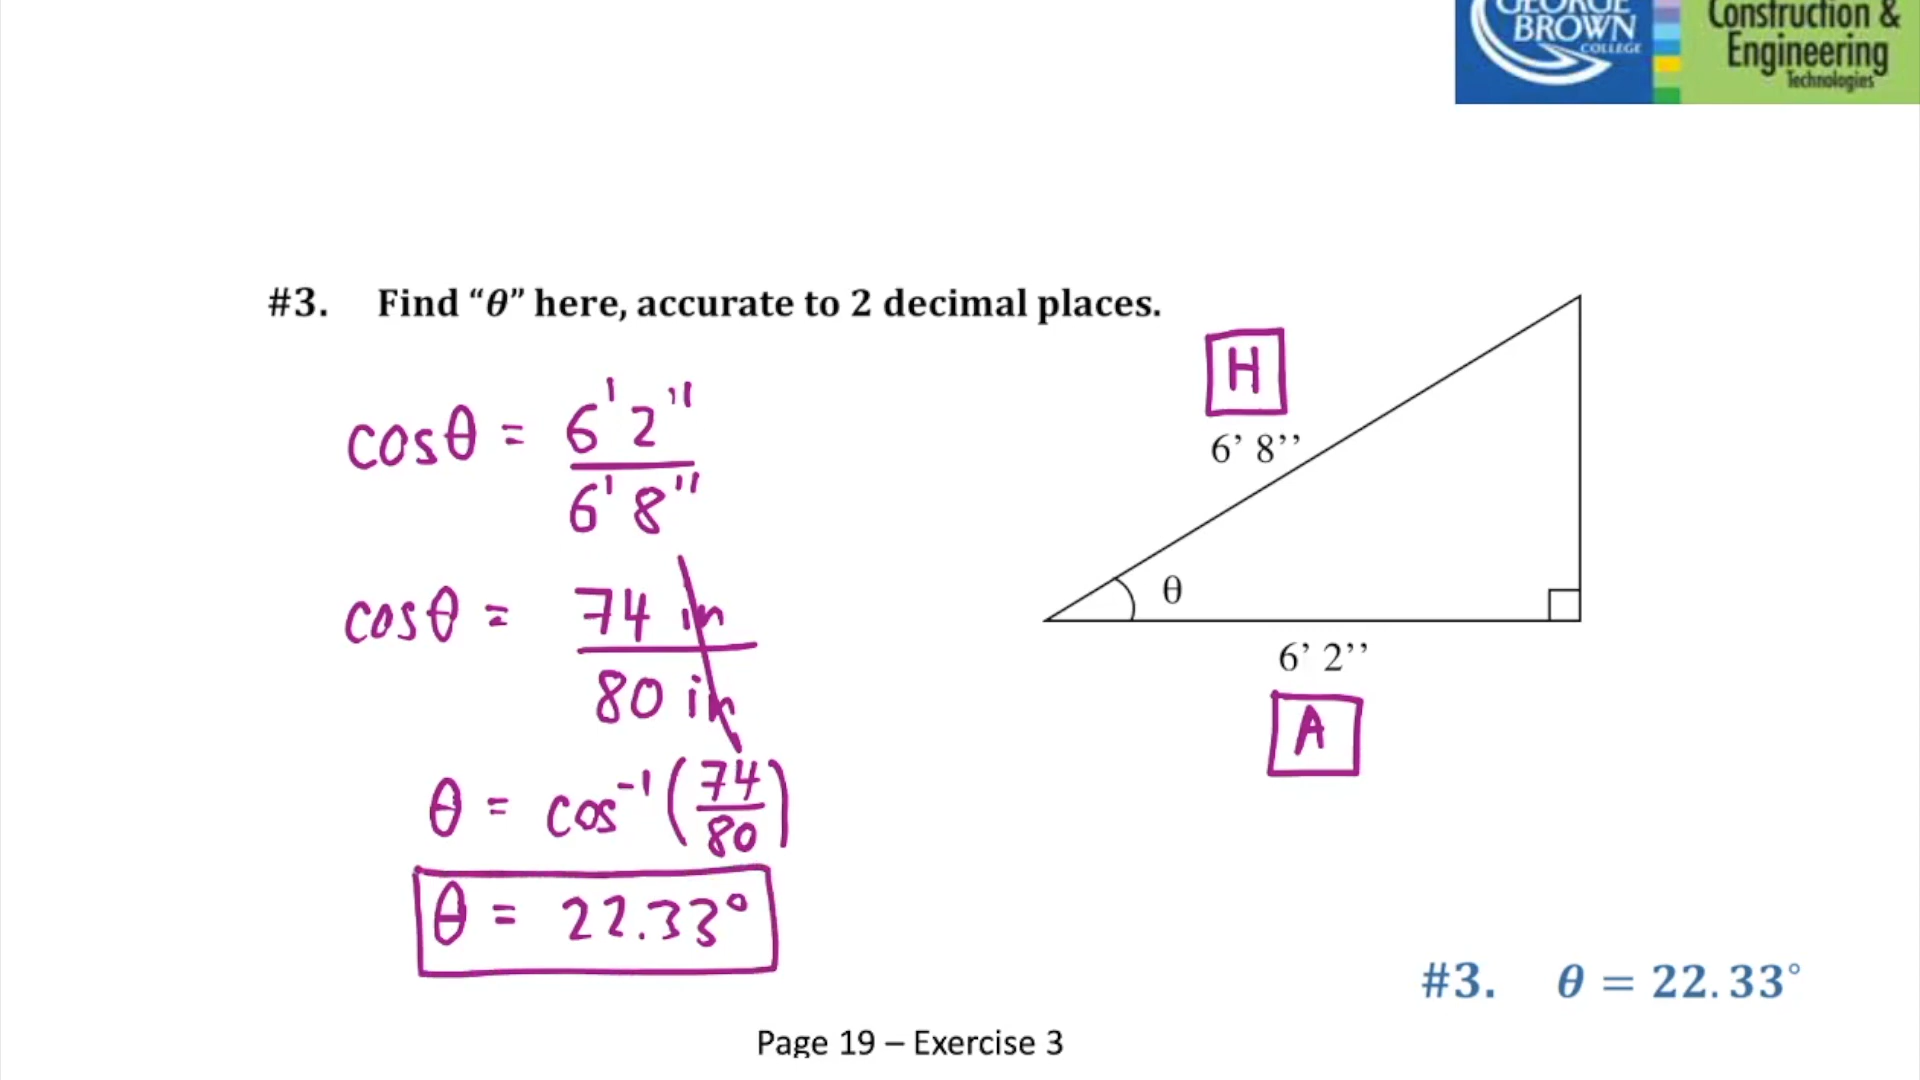 GEORGE
BROWN
COLLEGE
Construction &
Engineering
Technologies
#3. Find “θ” here, accurate to 2 decimal places.
H
6’ 8’’
cosθ = 6'2"
6'8"
θ
cosθ = 74 in
80 in
6’ 2’’
A
θ = cos⁻¹(74/80)
θ = 22.33°
#3. θ = 22.33°
Page 19 – Exercise 3